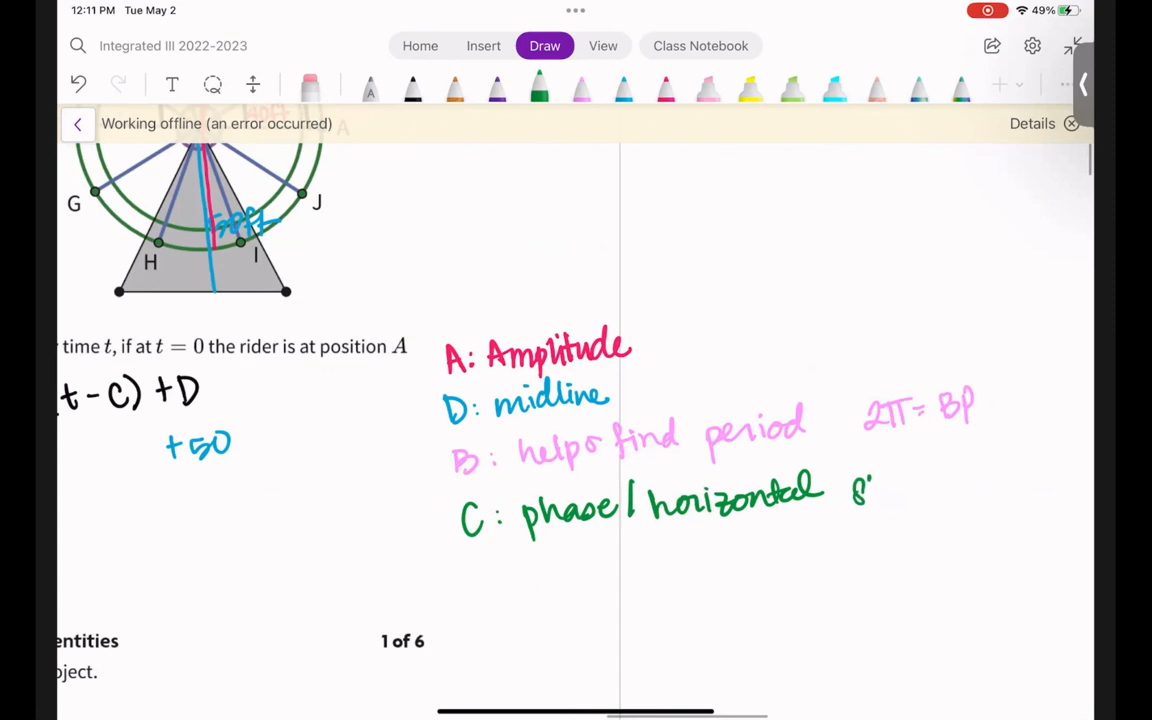 12:11 PM Tue May 2
49%
Integrated III 2022-2023
Home Insert Draw View Class Notebook
T
A
Working offline (an error occurred)
Details
A
G
J
50ft
H
I
time t, if at t = 0 the rider is at position A
t - C) + D
+50
A: Amplitude
D: midline
B: helps find period 2π = BP
C: phase/horizontal s
entities
1 of 6
oject.